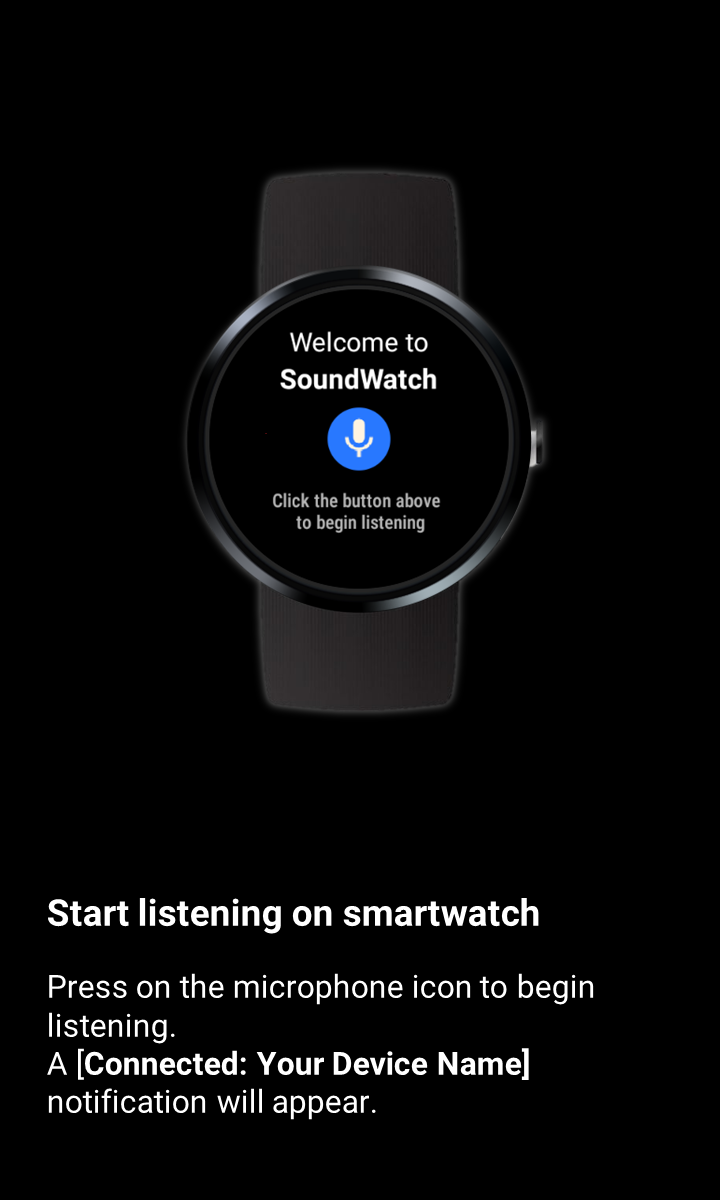 Welcome to
SoundWatch
Click the button above
to begin listening
Start listening on smartwatch
Press on the microphone icon to begin
listening.
A [Connected: Your Device Name]
notification will appear.